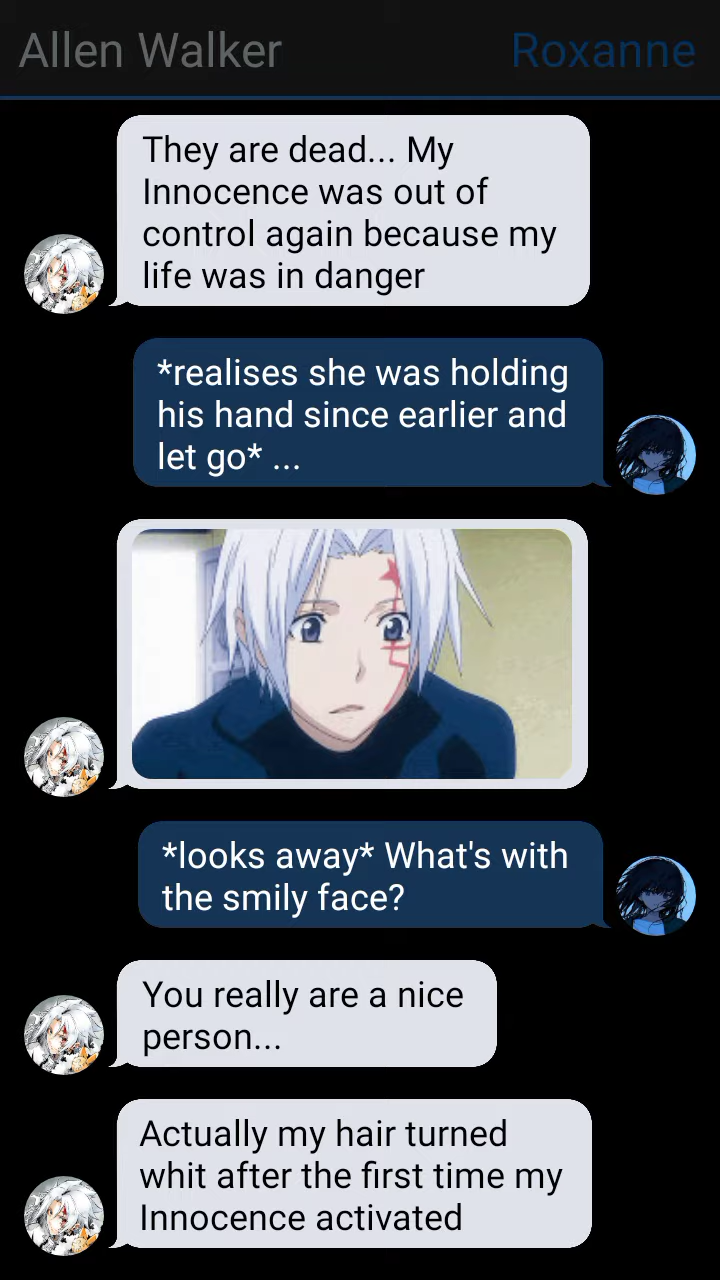 Allen Walker Roxanne
They are dead... My
Innocence was out of
control again because my
life was in danger
*realises she was holding
his hand since earlier and
let go* ...
*looks away* What's with
the smily face?
You really are a nice
person...
Actually my hair turned
whit after the first time my
Innocence activated